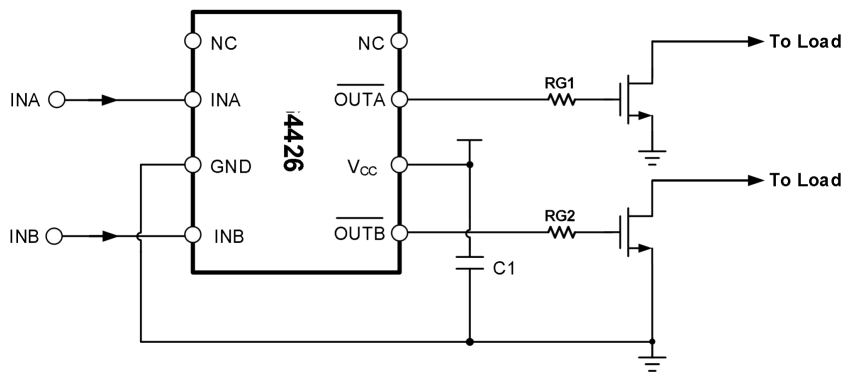 NC
NC
INA
INA
OUTA
RG1
To Load
4426
GND
VCC
To Load
INB
INB
OUTB
RG2
C1